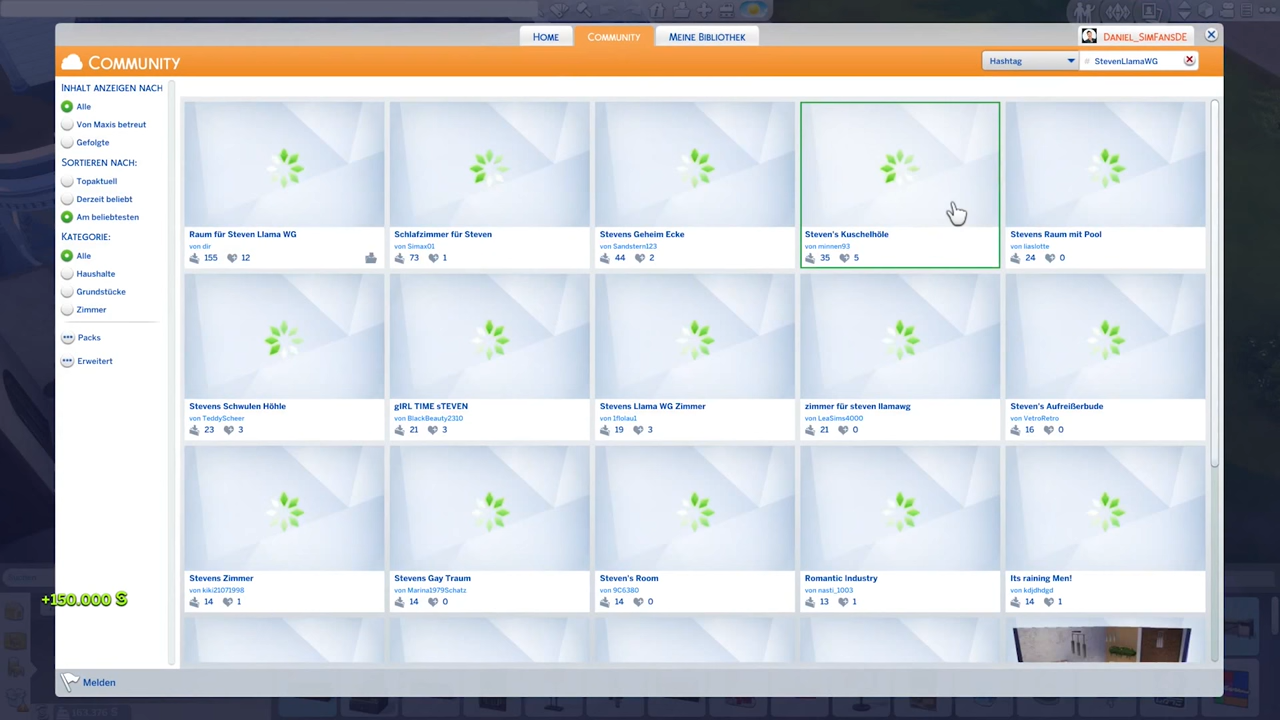 HOME
COMMUNITY
MEINE BIBLIOTHEK
DANIEL_SIMFANSDE
COMMUNITY
Hashtag
# StevenLlamaWG
INHALT ANZEIGEN NACH
Alle
Von Maxis betreut
Gefolgte
SORTIEREN NACH:
Topaktuell
Derzeit beliebt
Am beliebtesten
KATEGORIE:
Alle
Haushalte
Grundstücke
Zimmer
Packs
Erweitert
Raum für Steven Llama WG
von dir
155 12
Schlafzimmer für Steven
von Simax01
73 1
Stevens Geheim Ecke
von Sandstern123
44 2
Steven's Kuschelhöle
von minnen93
35 5
Stevens Raum mit Pool
von liaslotte
24 0
Stevens Schwulen Höhle
von TeddyScheer
23 3
gIRL TIME sTEVEN
von BlackBeauty2310
21 3
Stevens Llama WG Zimmer
von 1flolau1
19 3
zimmer für steven llamawg
von LeaSims4000
21 0
Steven's Aufreißerbude
von VetroRetro
16 0
Stevens Zimmer
von kiki21071998
14 1
Stevens Gay Traum
von Marina1979Schatz
14 0
Steven's Room
von 9C6380
14 0
Romantic Industry
von nasti_1003
13 1
Its raining Men!
von kdjdhdgd
14 1
+150.000 $
Melden